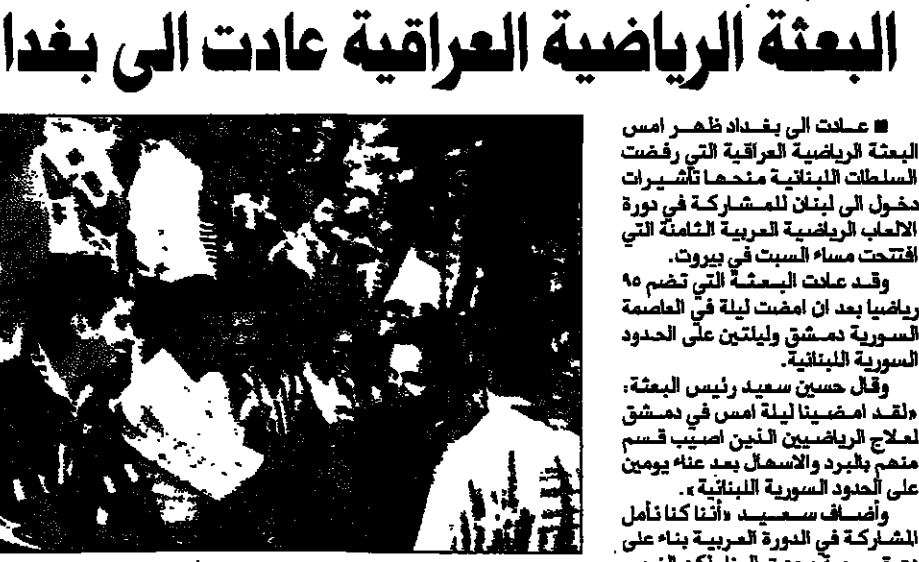 البعثة الرياضية العراقية عادت الى بغدا
■ عادت الى بغداد ظهر امس
البعثة الرياضية العراقية التي رفضت
السلطات اللبنانية منحها تأشيرات
دخول الى لبنان للمشاركة في دورة
الالعاب الرياضية العربية الثامنة التي
افتتحت مساء السبت في بيروت.
وقد عادت البعثة التي تضم ٩٥
رياضيا بعد ان امضت ليلة في العاصمة
السورية دمشق وليلتين على الحدود
السورية اللبنانية.
وقال حسين سعيد رئيس البعثة:
«لقد امضينا ليلة امس في دمشق
لعلاج الرياضيين الذين اصيب قسم
منهم بالبرد والاسهال بعد عناء يومين
على الحدود السورية اللبنانية».
وأضاف سعيد «أننا كنا نأمل
المشاركة في الدورة العربية بناء على